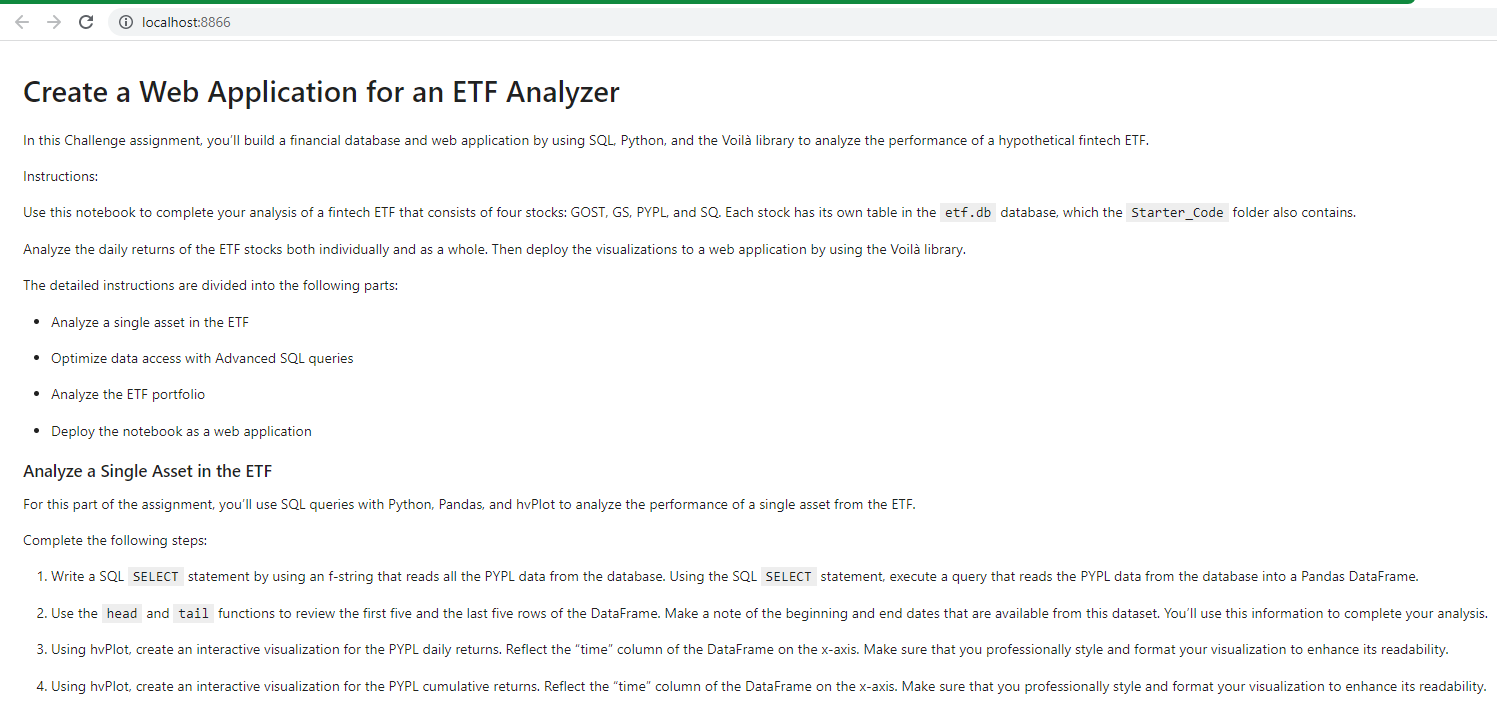 localhost:8866
Create a Web Application for an ETF Analyzer
In this Challenge assignment, you’ll build a financial database and web application by using SQL, Python, and the Voilà library to analyze the performance of a hypothetical fintech ETF.
Instructions:
Use this notebook to complete your analysis of a fintech ETF that consists of four stocks: GOST, GS, PYPL, and SQ. Each stock has its own table in the etf.db database, which the Starter_Code folder also contains.
Analyze the daily returns of the ETF stocks both individually and as a whole. Then deploy the visualizations to a web application by using the Voilà library.
The detailed instructions are divided into the following parts:
• Analyze a single asset in the ETF
• Optimize data access with Advanced SQL queries
• Analyze the ETF portfolio
• Deploy the notebook as a web application
Analyze a Single Asset in the ETF
For this part of the assignment, you’ll use SQL queries with Python, Pandas, and hvPlot to analyze the performance of a single asset from the ETF.
Complete the following steps:
1. Write a SQL SELECT statement by using an f-string that reads all the PYPL data from the database. Using the SQL SELECT statement, execute a query that reads the PYPL data from the database into a Pandas DataFrame.
2. Use the head and tail functions to review the first five and the last five rows of the DataFrame. Make a note of the beginning and end dates that are available from this dataset. You’ll use this information to complete your analysis.
3. Using hvPlot, create an interactive visualization for the PYPL daily returns. Reflect the “time” column of the DataFrame on the x-axis. Make sure that you professionally style and format your visualization to enhance its readability.
4. Using hvPlot, create an interactive visualization for the PYPL cumulative returns. Reflect the “time” column of the DataFrame on the x-axis. Make sure that you professionally style and format your visualization to enhance its readability.